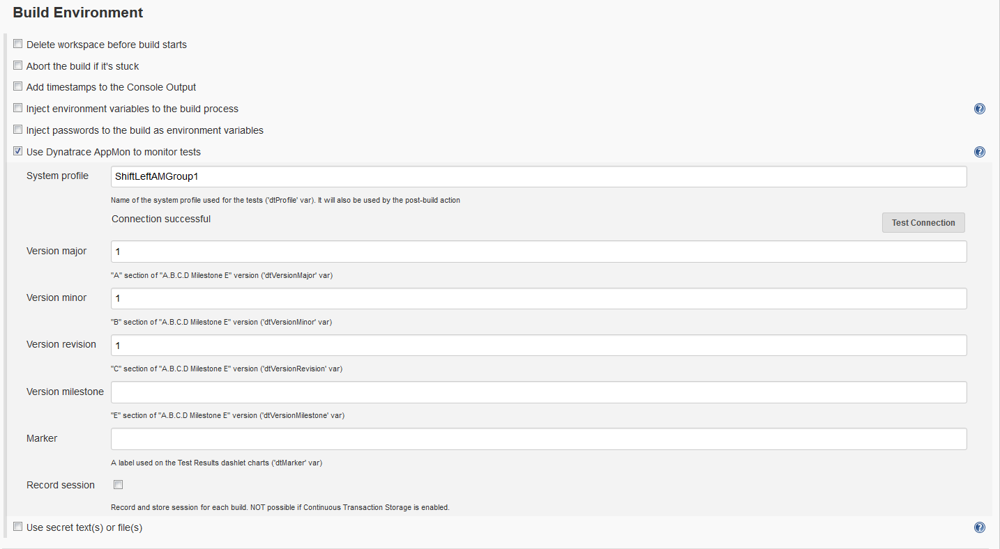 Build Environment
Delete workspace before build starts
Abort the build if it's stuck
Add timestamps to the Console Output
Inject environment variables to the build process
Inject passwords to the build as environment variables
Use Dynatrace AppMon to monitor tests
System profile
ShiftLeftAMGroup1
Name of the system profile used for the tests ('dtProfile' var). It will also be used by the post-build action
Connection successful
Test Connection
Version major
1
"A" section of "A.B.C.D Milestone E" version ('dtVersionMajor' var)
Version minor
1
"B" section of "A.B.C.D Milestone E" version ('dtVersionMinor' var)
Version revision
1
"C" section of "A.B.C.D Milestone E" version ('dtVersionRevision' var)
Version milestone
"E" section of "A.B.C.D Milestone E" version ('dtVersionMilestone' var)
Marker
A label used on the Test Results dashlet charts ('dtMarker' var)
Record session
Record and store session for each build. NOT possible if Continuous Transaction Storage is enabled.
Use secret text(s) or file(s)